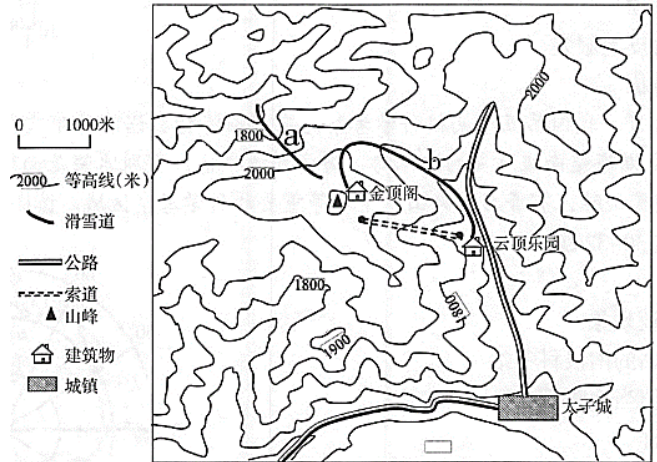 0 1000米
2000 等高线(米)
滑雪道
公路
索道
山峰
建筑物
城镇
2000
1800
a
2000
b
金顶阁
云顶乐园
1800
1900
太子城